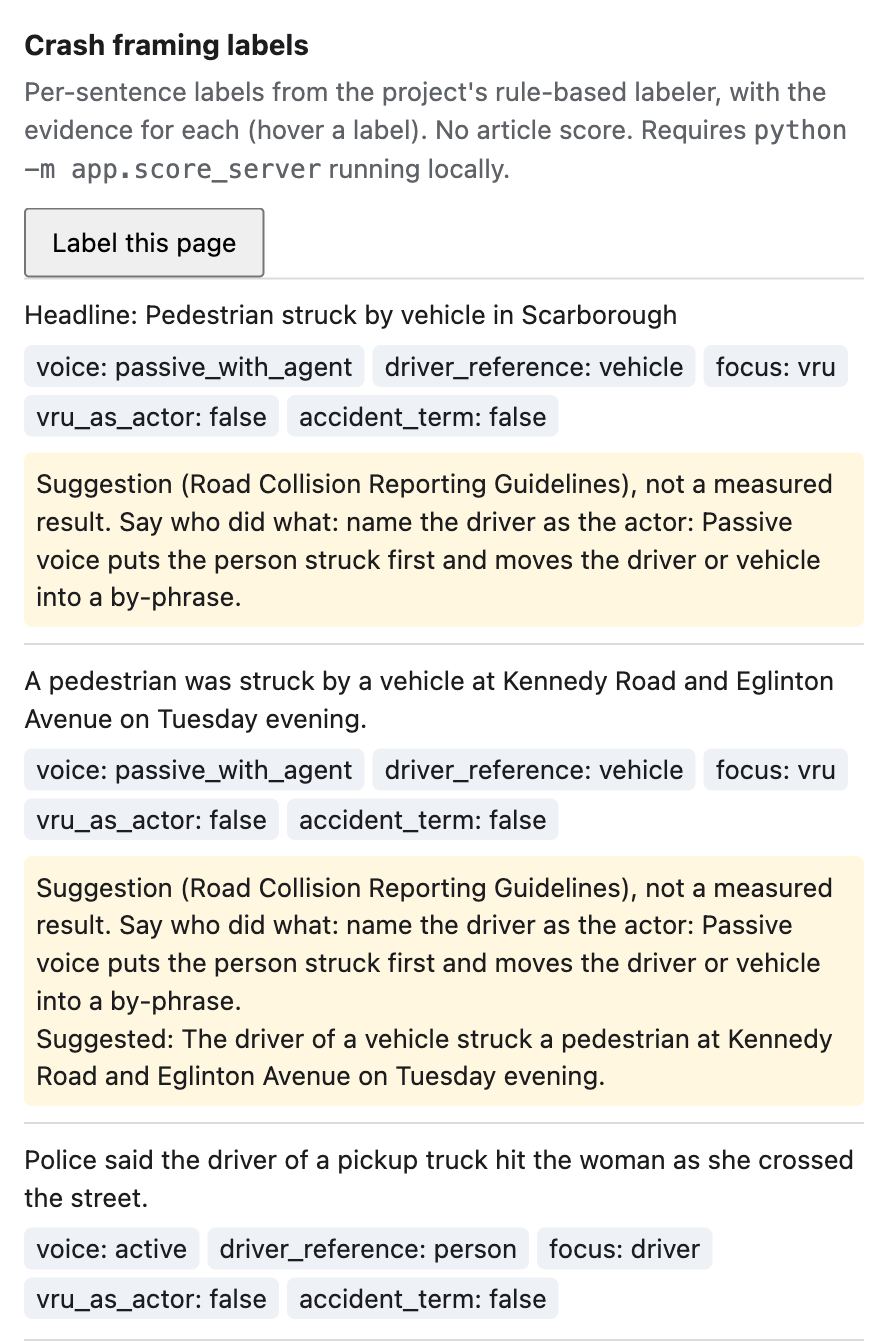 Crash framing labels
Per-sentence labels from the project's rule-based labeler, with the
evidence for each (hover a label). No article score. Requires python
-m app.score_server running locally.
Label this page
Headline: Pedestrian struck by vehicle in Scarborough
voice: passive_with_agent driver_reference: vehicle focus: vru
vru_as_actor: false accident_term: false
Suggestion (Road Collision Reporting Guidelines), not a measured
result. Say who did what: name the driver as the actor: Passive
voice puts the person struck first and moves the driver or vehicle
into a by-phrase.
A pedestrian was struck by a vehicle at Kennedy Road and Eglinton
Avenue on Tuesday evening.
voice: passive_with_agent driver_reference: vehicle focus: vru
vru_as_actor: false accident_term: false
Suggestion (Road Collision Reporting Guidelines), not a measured
result. Say who did what: name the driver as the actor: Passive
voice puts the person struck first and moves the driver or vehicle
into a by-phrase.
Suggested: The driver of a vehicle struck a pedestrian at Kennedy
Road and Eglinton Avenue on Tuesday evening.
Police said the driver of a pickup truck hit the woman as she crossed
the street.
voice: active driver_reference: person focus: driver
vru_as_actor: false accident_term: false